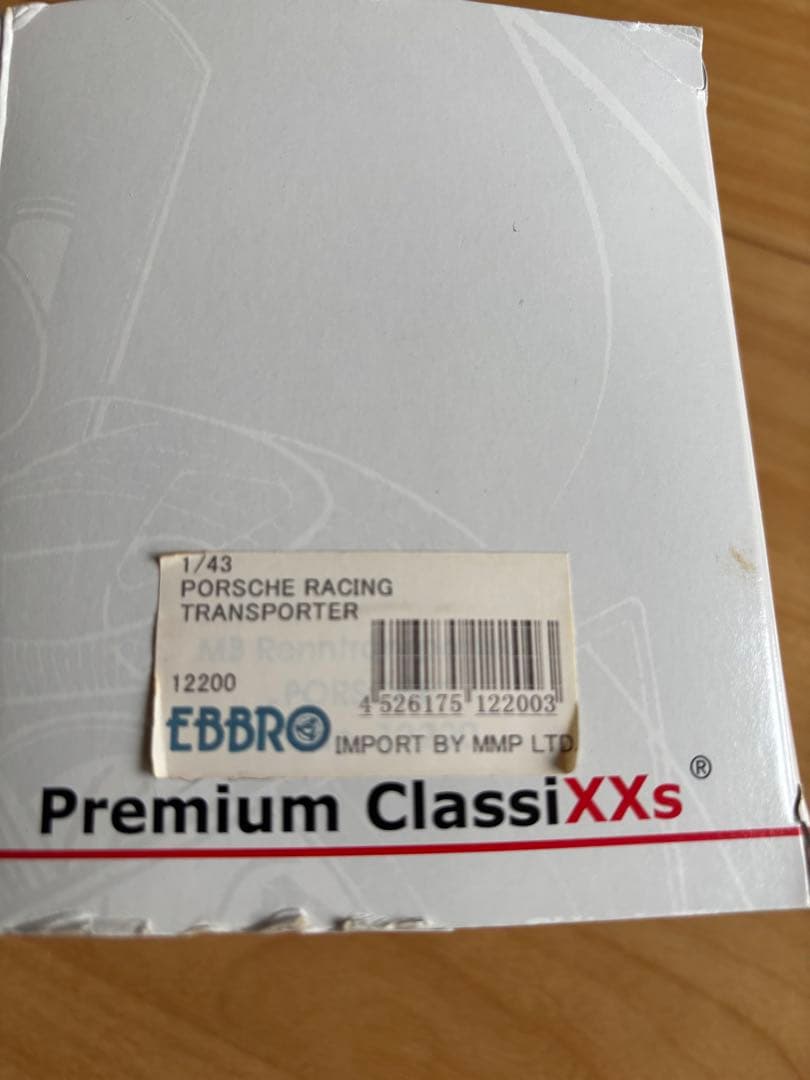 1/43
PORSCHE RACING
TRANSPORTER
12200
4 526175 122003
EBBRO
IMPORT BY MMP LTD.
Premium ClassiXXs®